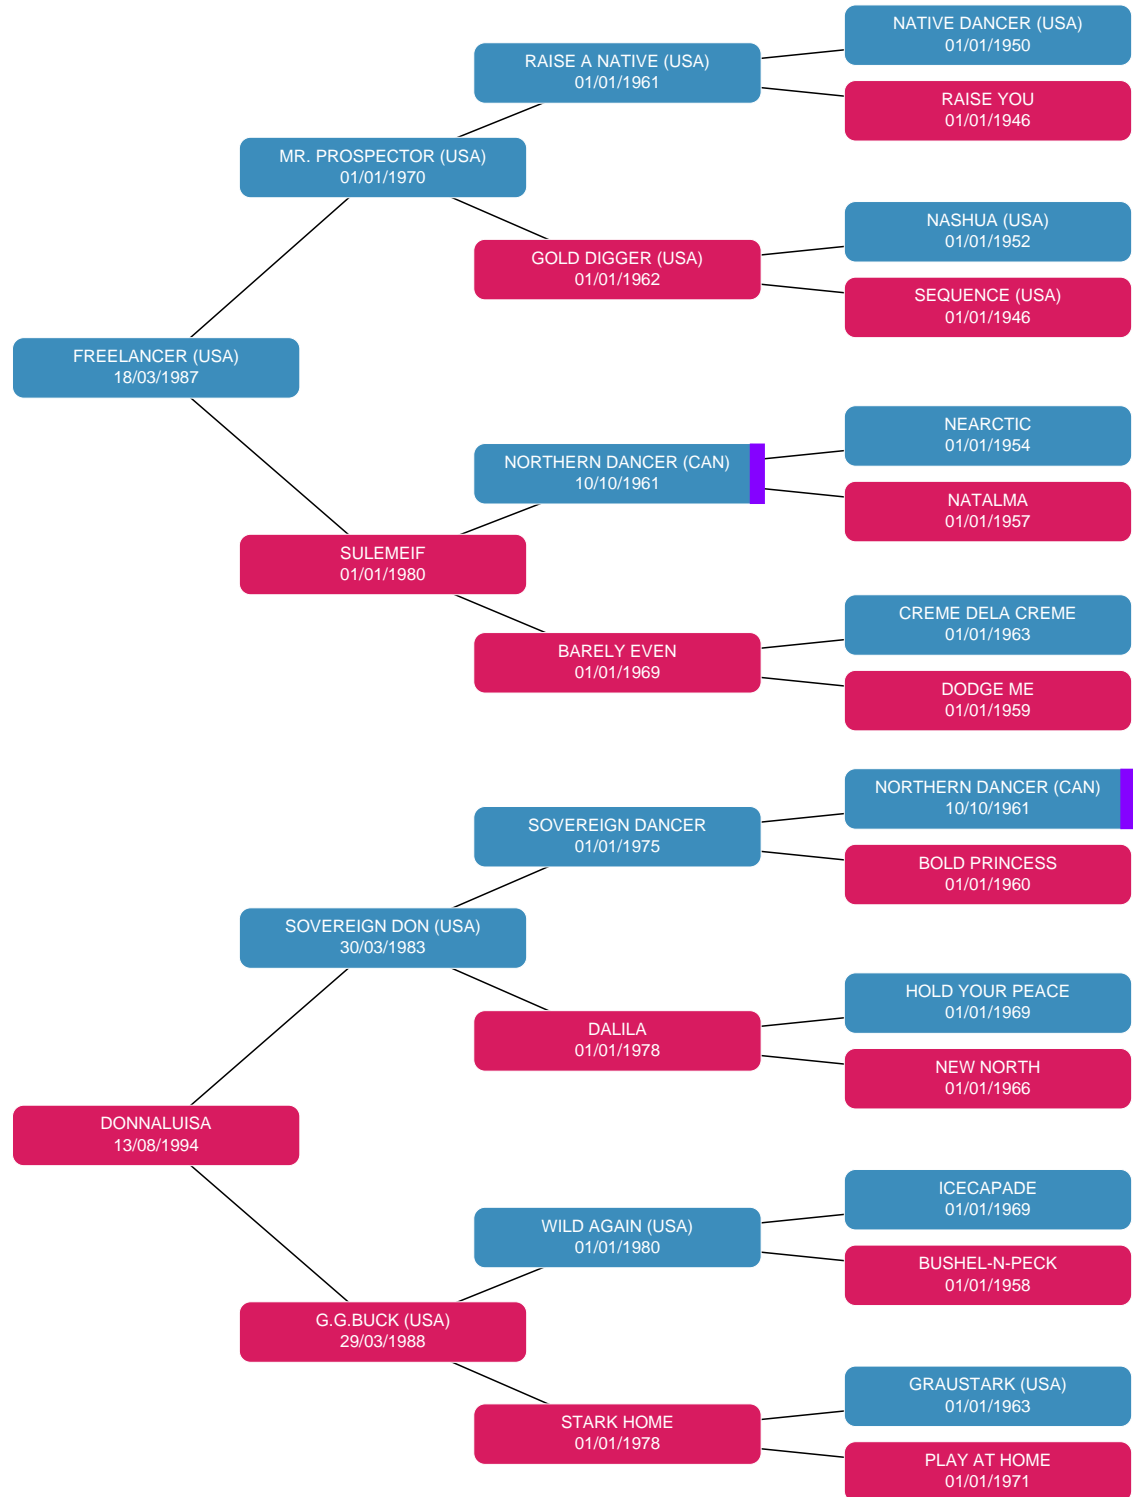 NATIVE DANCER (USA)
01/01/1950
RAISE A NATIVE (USA)
01/01/1961
RAISE YOU
01/01/1946
MR. PROSPECTOR (USA)
01/01/1970
NASHUA (USA)
01/01/1952
GOLD DIGGER (USA)
01/01/1962
SEQUENCE (USA)
01/01/1946
FREELANCER (USA)
18/03/1987
NEARCTIC
01/01/1954
NORTHERN DANCER (CAN)
10/10/1961
NATALMA
01/01/1957
SULEMEIF
01/01/1980
CREME DELA CREME
01/01/1963
BARELY EVEN
01/01/1969
DODGE ME
01/01/1959
NORTHERN DANCER (CAN)
10/10/1961
SOVEREIGN DANCER
01/01/1975
BOLD PRINCESS
01/01/1960
SOVEREIGN DON (USA)
30/03/1983
HOLD YOUR PEACE
01/01/1969
DALILA
01/01/1978
NEW NORTH
01/01/1966
DONNALUISA
13/08/1994
ICECAPADE
01/01/1969
WILD AGAIN (USA)
01/01/1980
BUSHEL-N-PECK
01/01/1958
G.G.BUCK (USA)
29/03/1988
GRAUSTARK (USA)
01/01/1963
STARK HOME
01/01/1978
PLAY AT HOME
01/01/1971